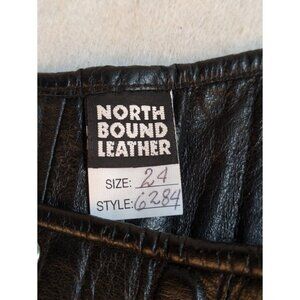 NORTH
BOUND
LEATHER
SIZE: 24
STYLE: 6284